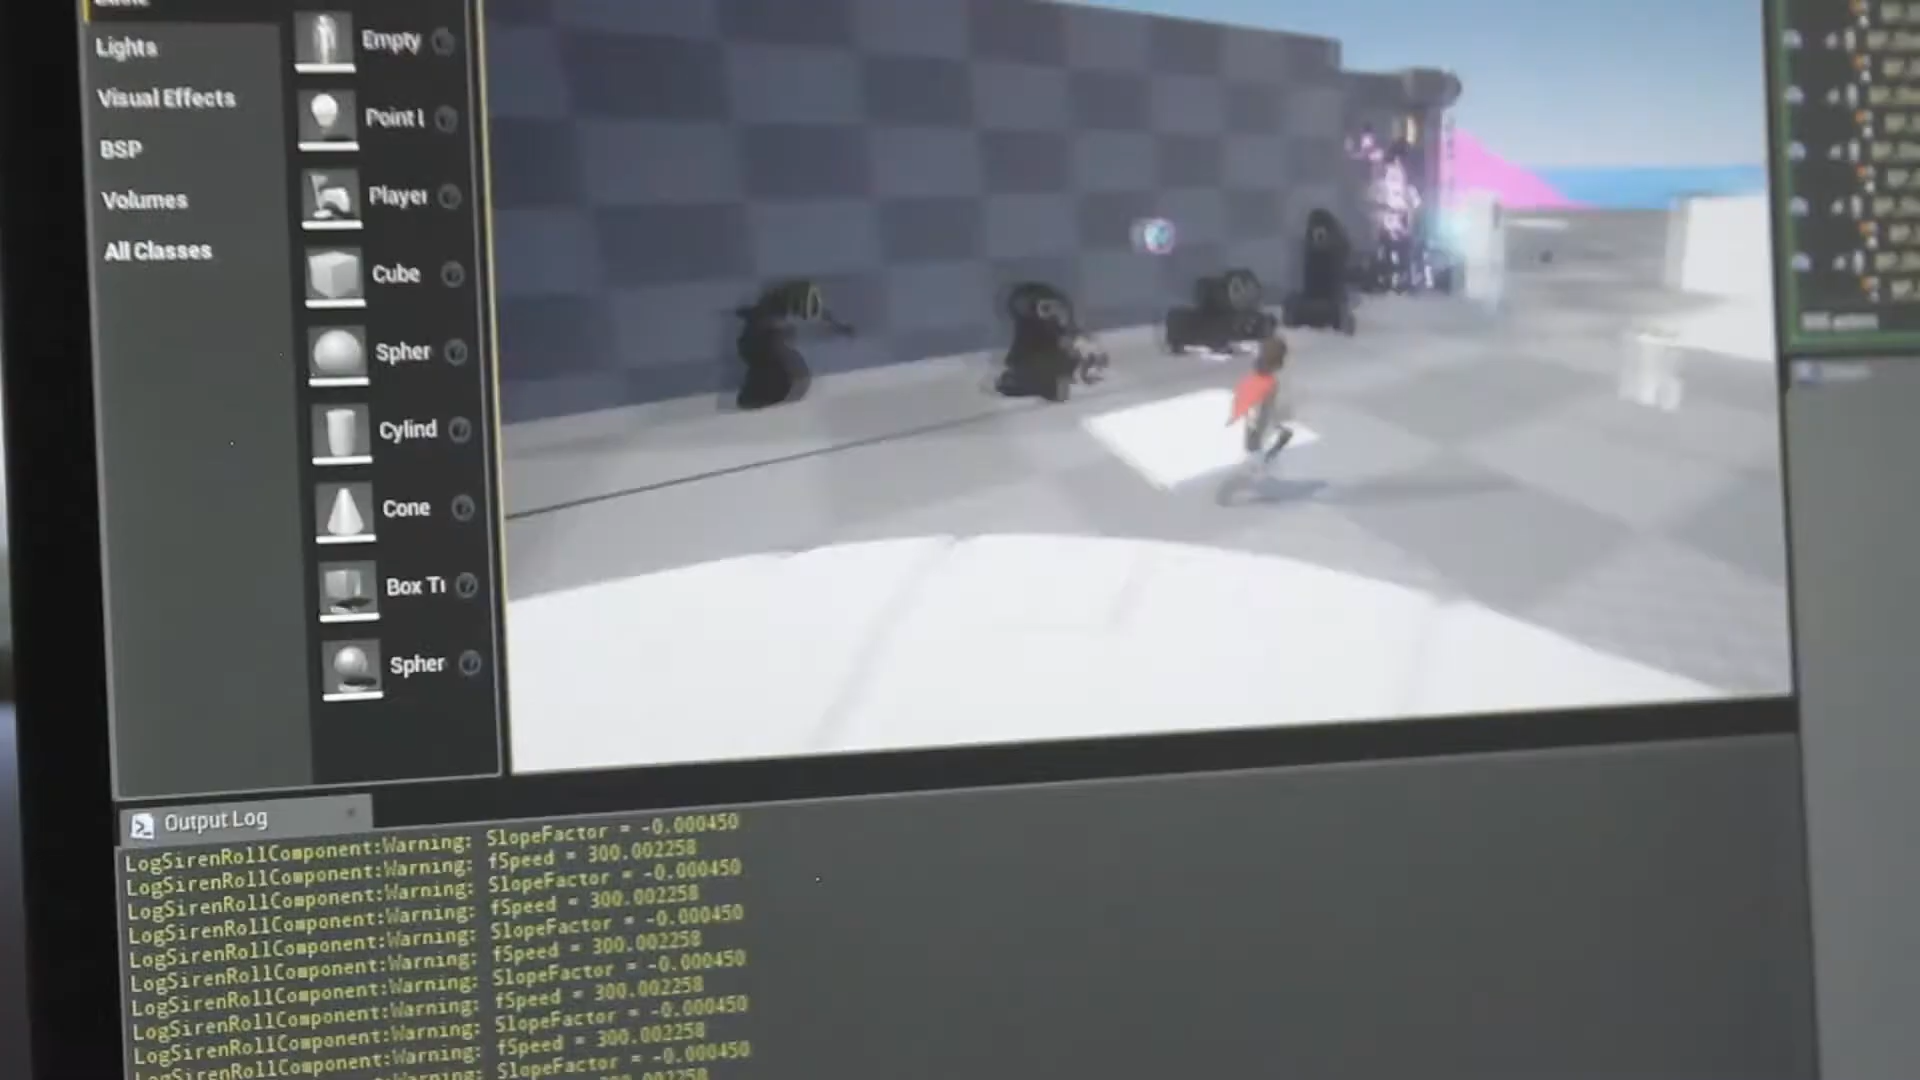 Lights
Visual Effects
BSP
Volumes
All Classes
Empty
Point L
Player
Cube
Spher
Cylind
Cone
Box Tr
Spher
Output Log
LogSirenRollComponent:Warning: SlopeFactor = -0.000450
LogSirenRollComponent:Warning: fSpeed = 300.002258
LogSirenRollComponent:Warning: SlopeFactor = -0.000450
LogSirenRollComponent:Warning: fSpeed = 300.002258
LogSirenRollComponent:Warning: SlopeFactor = -0.000450
LogSirenRollComponent:Warning: fSpeed = 300.002258
LogSirenRollComponent:Warning: SlopeFactor = -0.000450
LogSirenRollComponent:Warning: fSpeed = 300.002258
LogSirenRollComponent:Warning: SlopeFactor = -0.000450
LogSirenRollComponent:Warning: fSpeed = 300.002258
LogSirenRollComponent:Warning: SlopeFactor = -0.000450